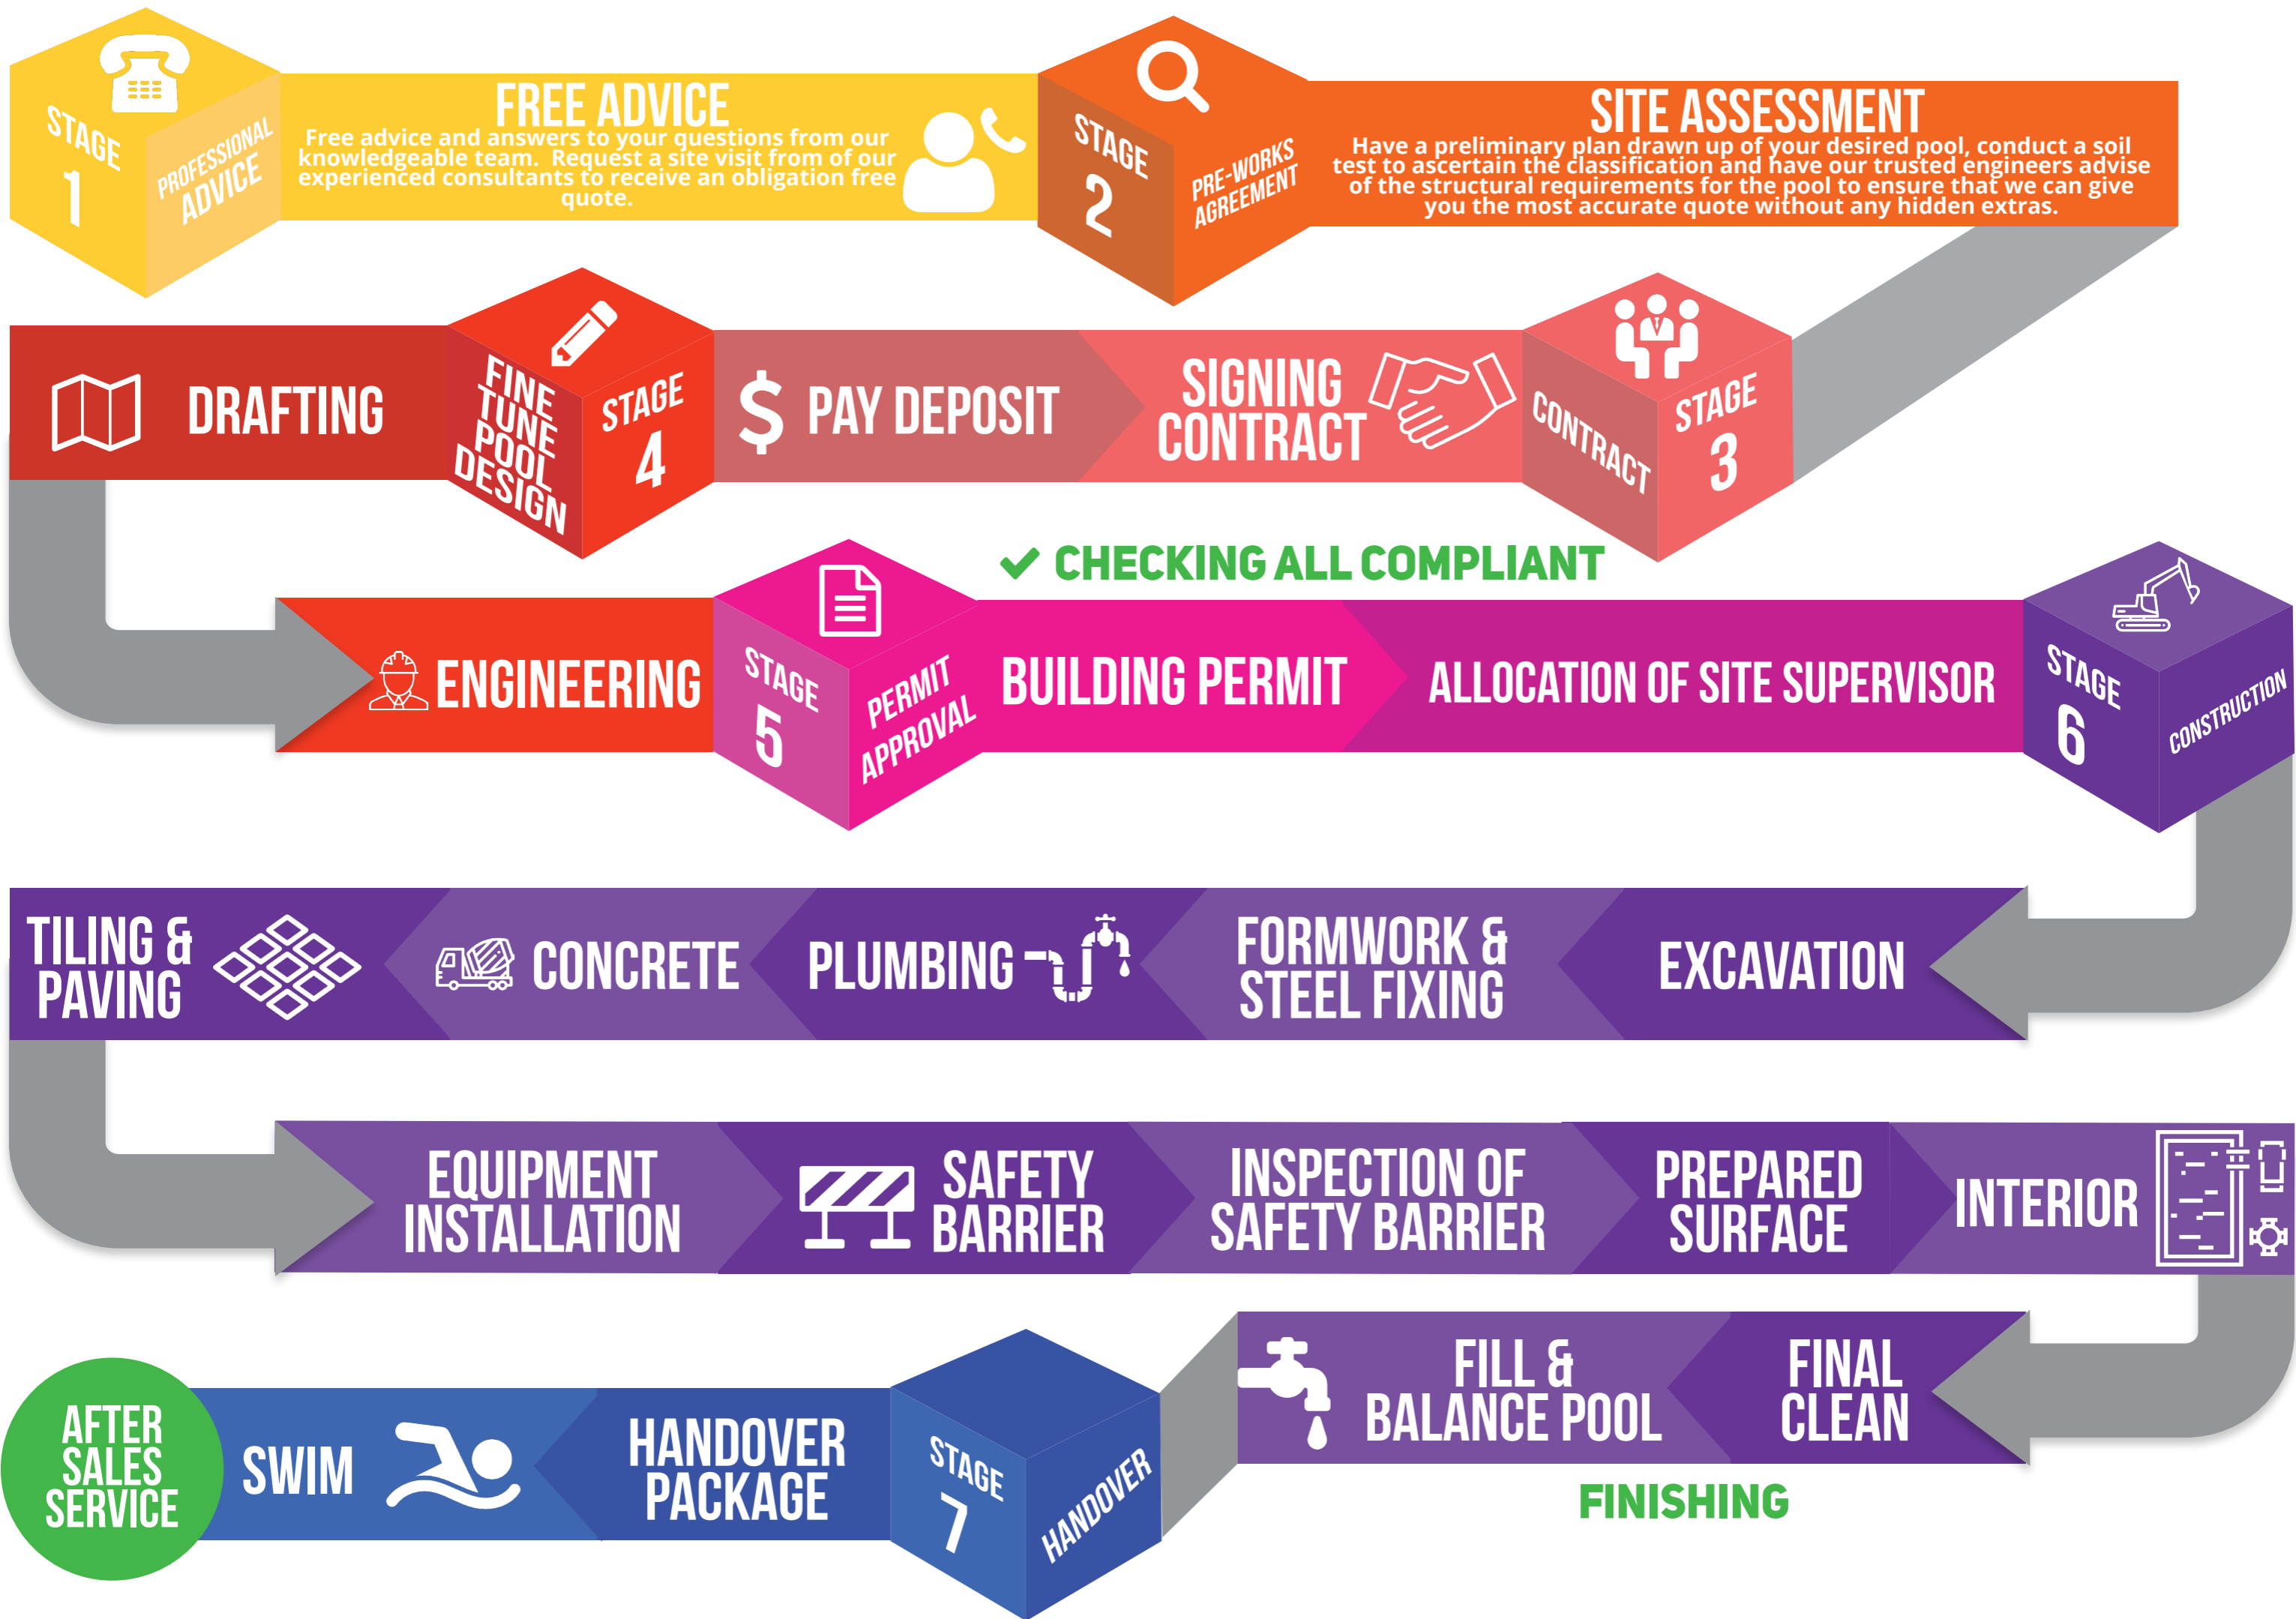 STAGE
1
PROFESSIONAL
ADVICE
FREE ADVICE
Free advice and answers to your questions from our
knowledgeable team. Request a site visit from of our
experienced consultants to receive an obligation free
quote.
STAGE
2
PRE-WORKS
AGREEMENT
SITE ASSESSMENT
Have a preliminary plan drawn up of your desired pool, conduct a soil
test to ascertain the classification and have our trusted engineers advise
of the structural requirements for the pool to ensure that we can give
you the most accurate quote without any hidden extras.
CONTRACT
STAGE
3
SIGNING
CONTRACT
$ PAY DEPOSIT
FINE
TUNE
POOL
DESIGN
STAGE
4
DRAFTING
ENGINEERING
STAGE
5
PERMIT
APPROVAL
CHECKING ALL COMPLIANT
BUILDING PERMIT
ALLOCATION OF SITE SUPERVISOR
STAGE
6
CONSTRUCTION
EXCAVATION
FORMWORK &
STEEL FIXING
PLUMBING
CONCRETE
TILING &
PAVING
EQUIPMENT
INSTALLATION
SAFETY
BARRIER
INSPECTION OF
SAFETY BARRIER
PREPARED
SURFACE
INTERIOR
FINAL
CLEAN
FILL &
BALANCE POOL
FINISHING
STAGE
7
HANDOVER
HANDOVER
PACKAGE
SWIM
AFTER
SALES
SERVICE